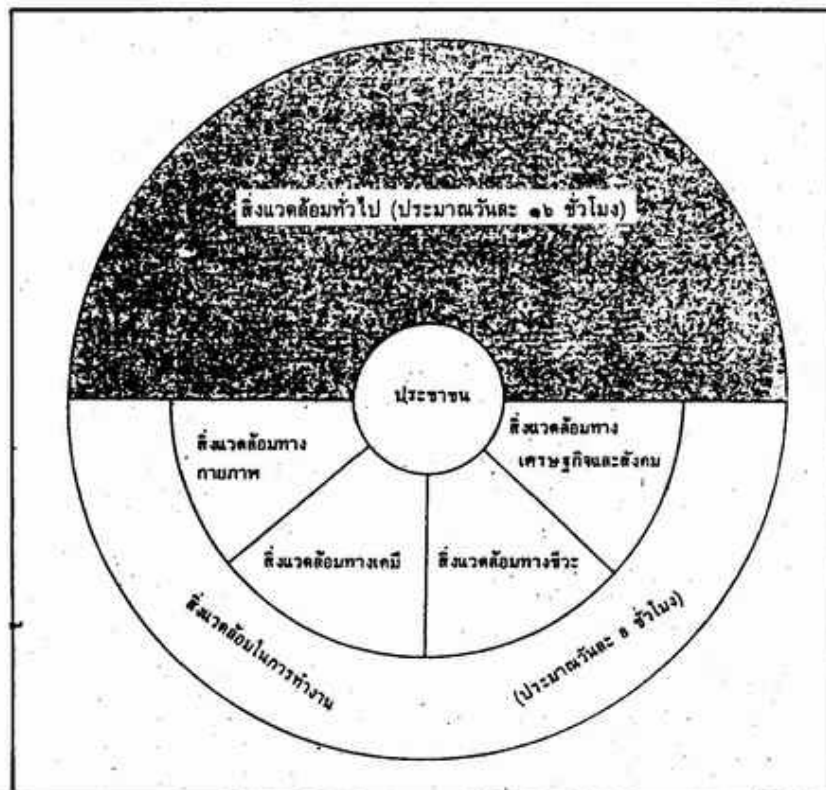 สิ่งแวดล้อมทั่วไป (ประมาณวันละ ๑๖ ชั่วโมง)
ประชาชน
สิ่งแวดล้อมทาง
กายภาพ
สิ่งแวดล้อมทาง
เศรษฐกิจและสังคม
สิ่งแวดล้อมทางเคมี
สิ่งแวดล้อมทางชีวะ
สิ่งแวดล้อมในการทำงาน
(ประมาณวันละ ๘ ชั่วโมง)